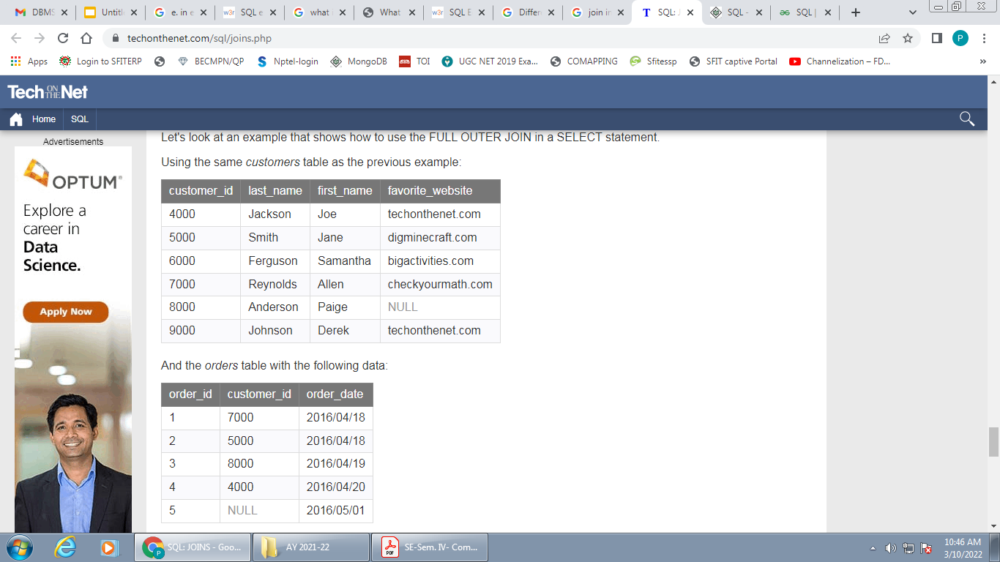 DBMS
Untitl
e. in e
SQL e
what
What
SQL E
Differ
join in
SQL: J
SQL -
SQL |
techonthenet.com/sql/joins.php
P
Apps
Login to SFITERP
BECMPN/QP
Nptel-login
MongoDB
TOI
UGC NET 2019 Exa...
COMAPPING
Sfitessp
SFIT captive Portal
Channelization – FD...
»
Tech ON THE Net
Home SQL
Advertisements
OPTUM®
Explore a
career in
Data
Science.
Apply Now
Let's look at an example that shows how to use the FULL OUTER JOIN in a SELECT statement.
Using the same customers table as the previous example:
customer_id last_name first_name favorite_website
4000 Jackson Joe techonthenet.com
5000 Smith Jane digminecraft.com
6000 Ferguson Samantha bigactivities.com
7000 Reynolds Allen checkyourmath.com
8000 Anderson Paige NULL
9000 Johnson Derek techonthenet.com
And the orders table with the following data:
order_id customer_id order_date
1 7000 2016/04/18
2 5000 2016/04/18
3 8000 2016/04/19
4 4000 2016/04/20
5 NULL 2016/05/01
SQL: JOINS - Goo...
AY 2021-22
SE-Sem. IV- Com...
10:46 AM
3/10/2022